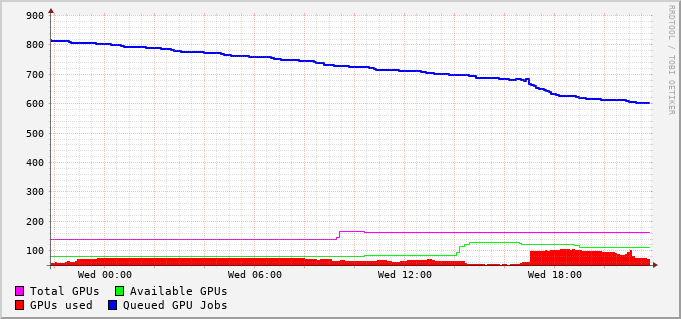 900
800
700
600
500
400
300
200
100
Wed 00:00 Wed 06:00 Wed 12:00 Wed 18:00
Total GPUs Available GPUs
GPUs used Queued GPU Jobs
RRDTOOL / TOBI OETIKER